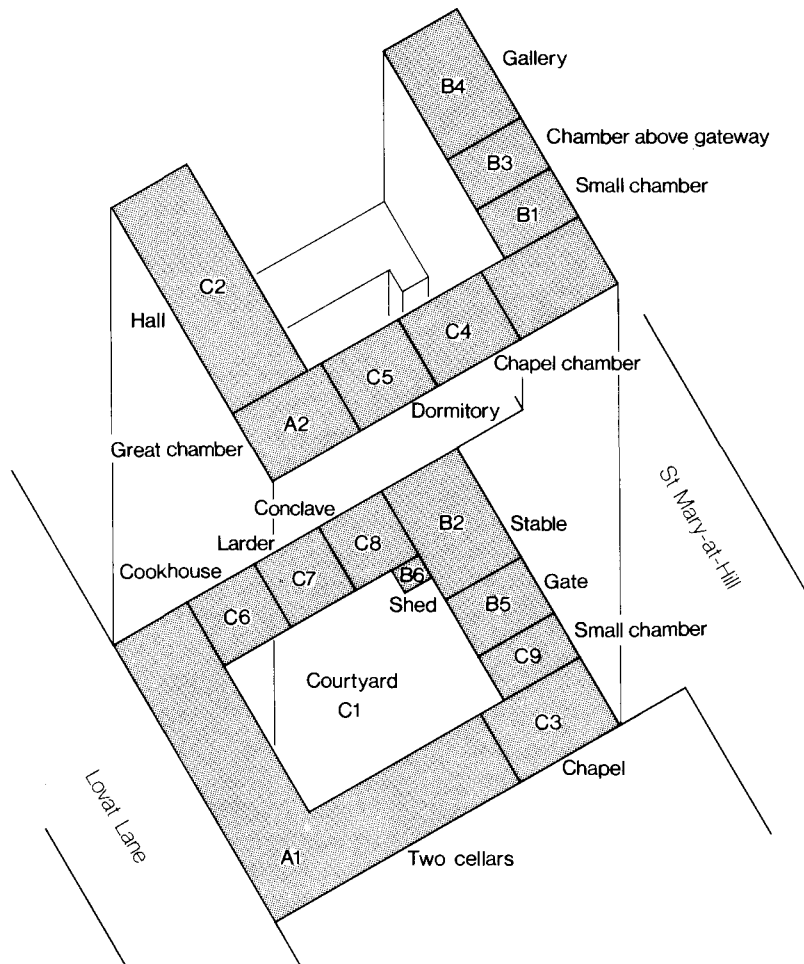 Gallery
B4
Chamber above gateway
B3
Small chamber
B1
C2
Hall
C4
Chapel chamber
C5
Dormitory
A2
Great chamber
St Mary-at-Hill
Conclave
B2
Stable
Larder
C8
Cookhouse
C7
B6
Gate
Shed
B5
C6
Small chamber
C9
Courtyard
C1
C3
Chapel
Lovat Lane
A1
Two cellars